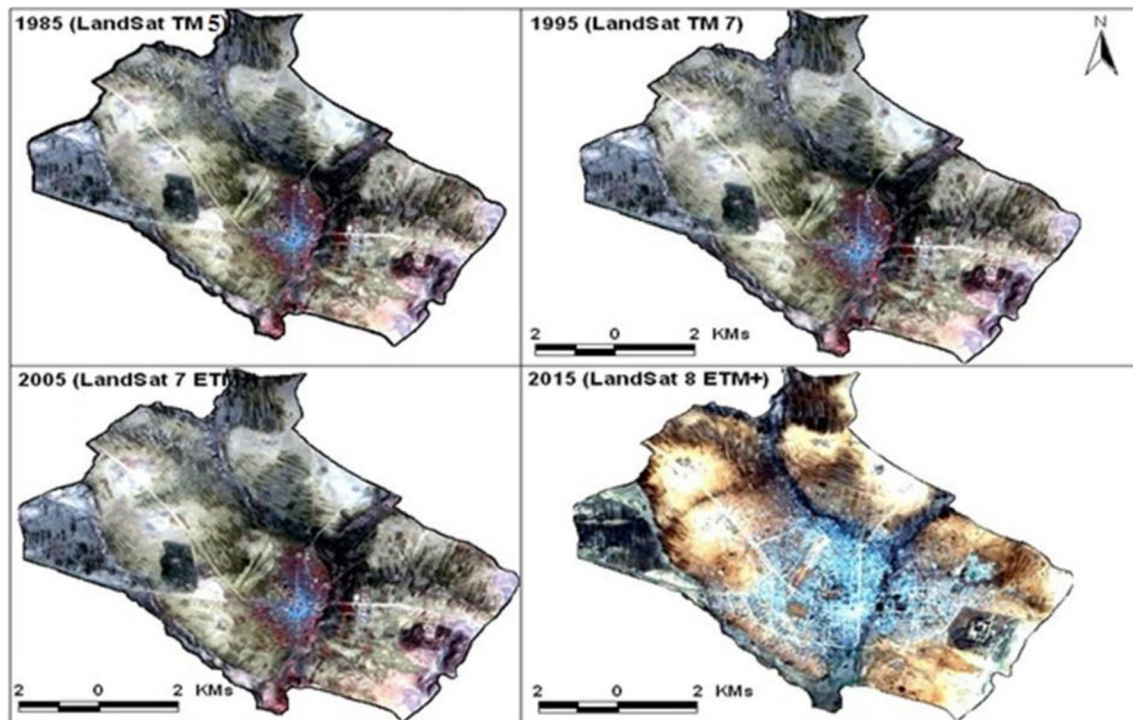 1985 (LandSat TM 5)
1995 (LandSat TM 7)
N
2 0 2 KMs
2005 (LandSat 7 ETM+)
2015 (LandSat 8 ETM+)
2 0 2 KMs
2 0 2 KMs